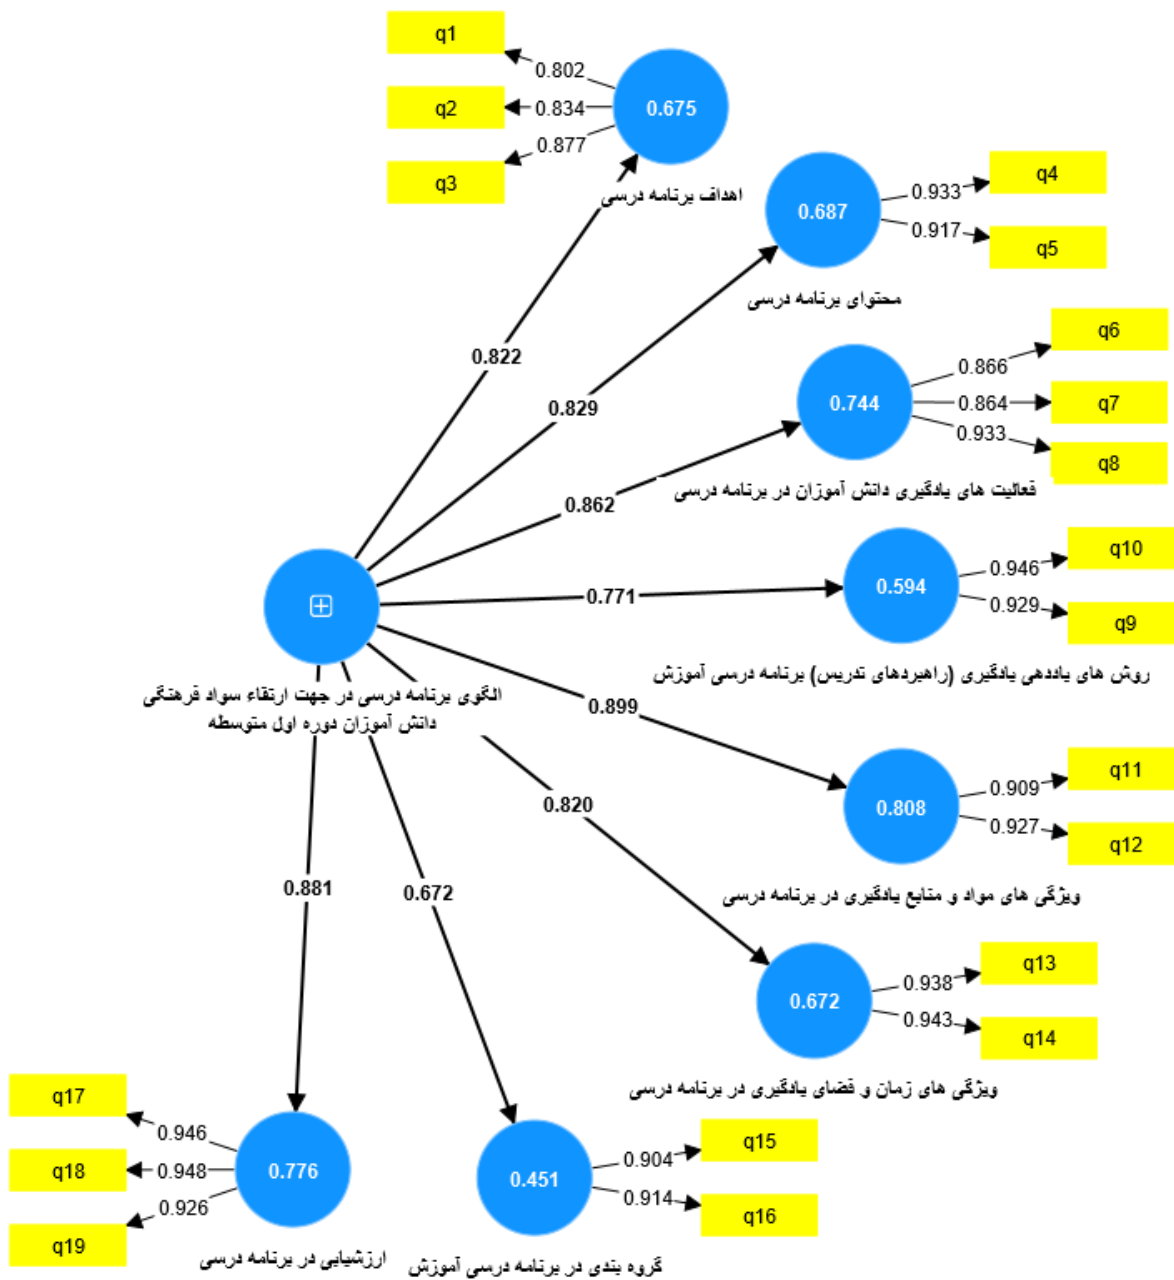 q1
0.802
q2
0.834
0.675
0.877
q3
اهداف برنامه درسی
q4
0.933
0.687
0.917
q5
محتوای برنامه درسی
0.822
0.829
q6
0.866
0.744
0.864
q7
0.933
q8
فعالیت های یادگیری دانش آموزان در برنامه درسی
0.862
q10
0.946
0.771
0.594
0.929
q9
روش های یاددهی یادگیری (راهبردهای تدریس) برنامه درسی آموزش
الگوی برنامه درسی در جهت ارتقاء سواد فرهنگی
دانش آموزان دوره اول متوسطه
0.899
q11
0.909
0.808
0.927
q12
ویژگی های مواد و منابع یادگیری در برنامه درسی
0.820
0.881
0.672
q13
0.938
0.672
0.943
q14
ویژگی های زمان و فضای یادگیری در برنامه درسی
q17
0.946
q18
0.948
0.776
0.926
q19
ارزشیابی در برنامه درسی
q15
0.904
0.451
0.914
q16
گروه بندی در برنامه درسی آموزش